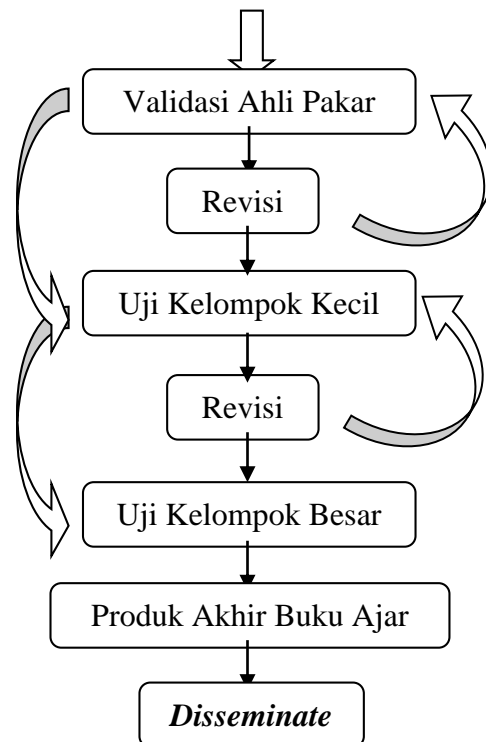 Validasi Ahli Pakar
Revisi
Uji Kelompok Kecil
Revisi
Uji Kelompok Besar
Produk Akhir Buku Ajar
Disseminate